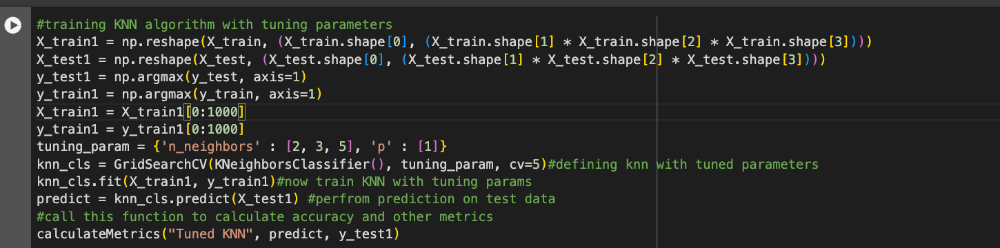 #training KNN algorithm with tuning parameters
X_train1 = np.reshape(X_train, (X_train.shape[0], (X_train.shape[1] * X_train.shape[2] * X_train.shape[3])))
X_test1 = np.reshape(X_test, (X_test.shape[0], (X_test.shape[1] * X_test.shape[2] * X_test.shape[3])))
y_test1 = np.argmax(y_test, axis=1)
y_train1 = np.argmax(y_train, axis=1)
X_train1 = X_train1[0:1000]
y_train1 = y_train1[0:1000]
tuning_param = {'n_neighbors' : [2, 3, 5], 'p' : [1]}
knn_cls = GridSearchCV(KNeighborsClassifier(), tuning_param, cv=5)#defining knn with tuned parameters
knn_cls.fit(X_train1, y_train1)#now train KNN with tuning params
predict = knn_cls.predict(X_test1) #perfrom prediction on test data
#call this function to calculate accuracy and other metrics
calculateMetrics("Tuned KNN", predict, y_test1)